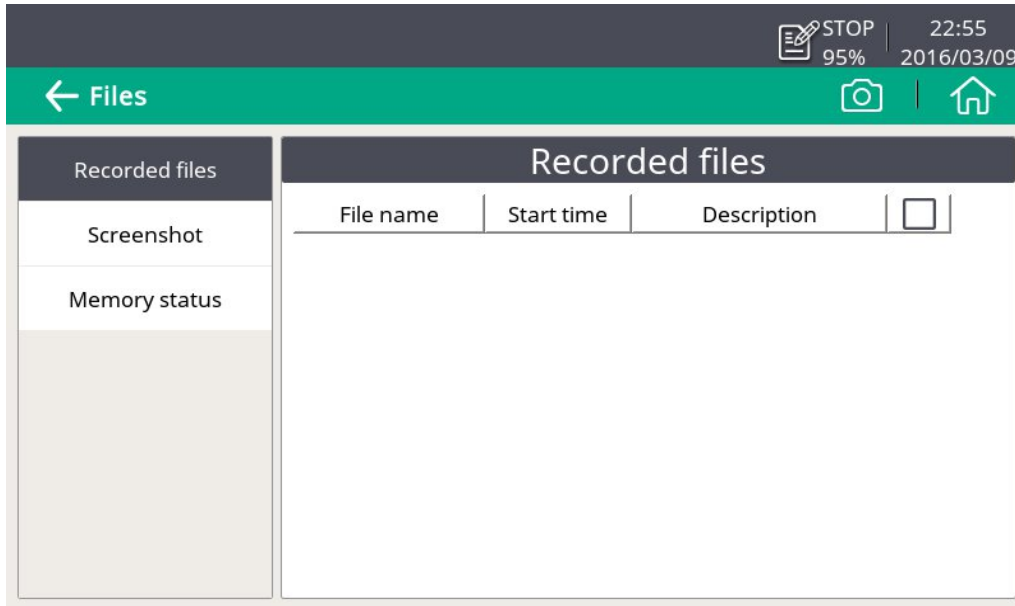 STOP 22:55
95% 2016/03/09
Files
Recorded files
Recorded files
File name Start time Description
Screenshot
Memory status